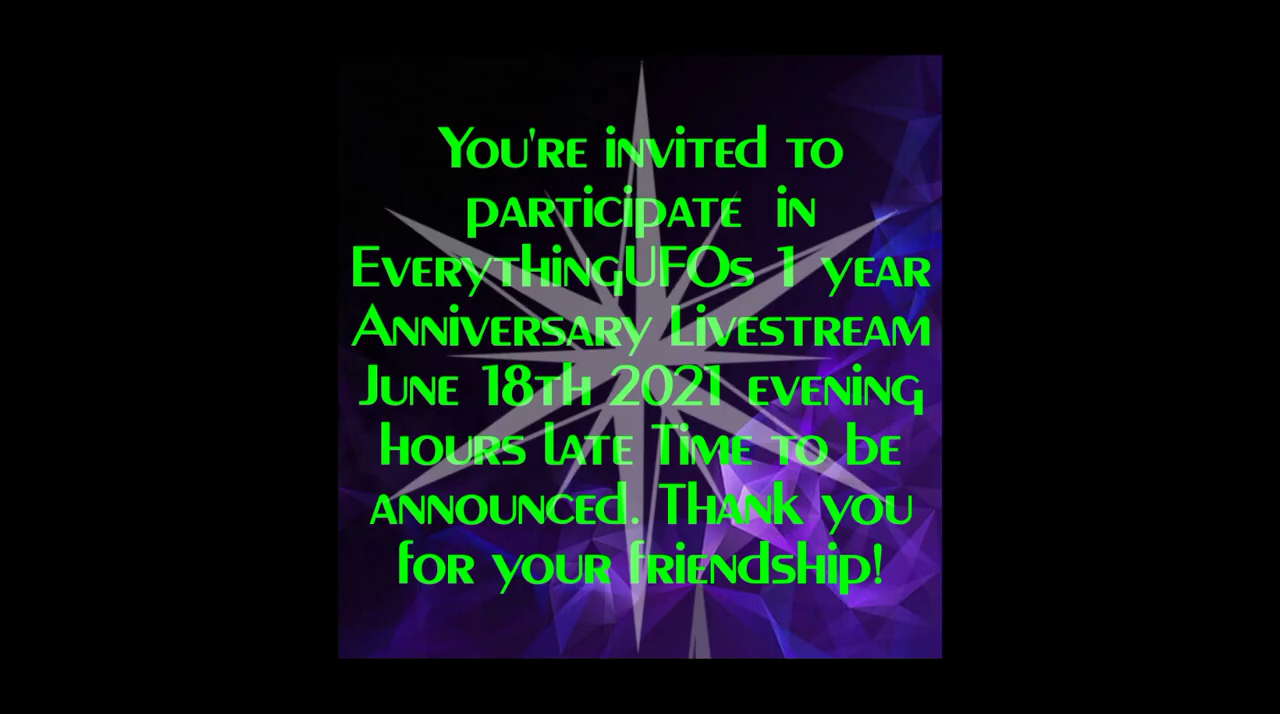 You're invited to
participate in
EverythingUFOs 1 year
Anniversary Livestream
June 18th 2021 evening
hours late Time to be
announced. Thank you
for your friendship!